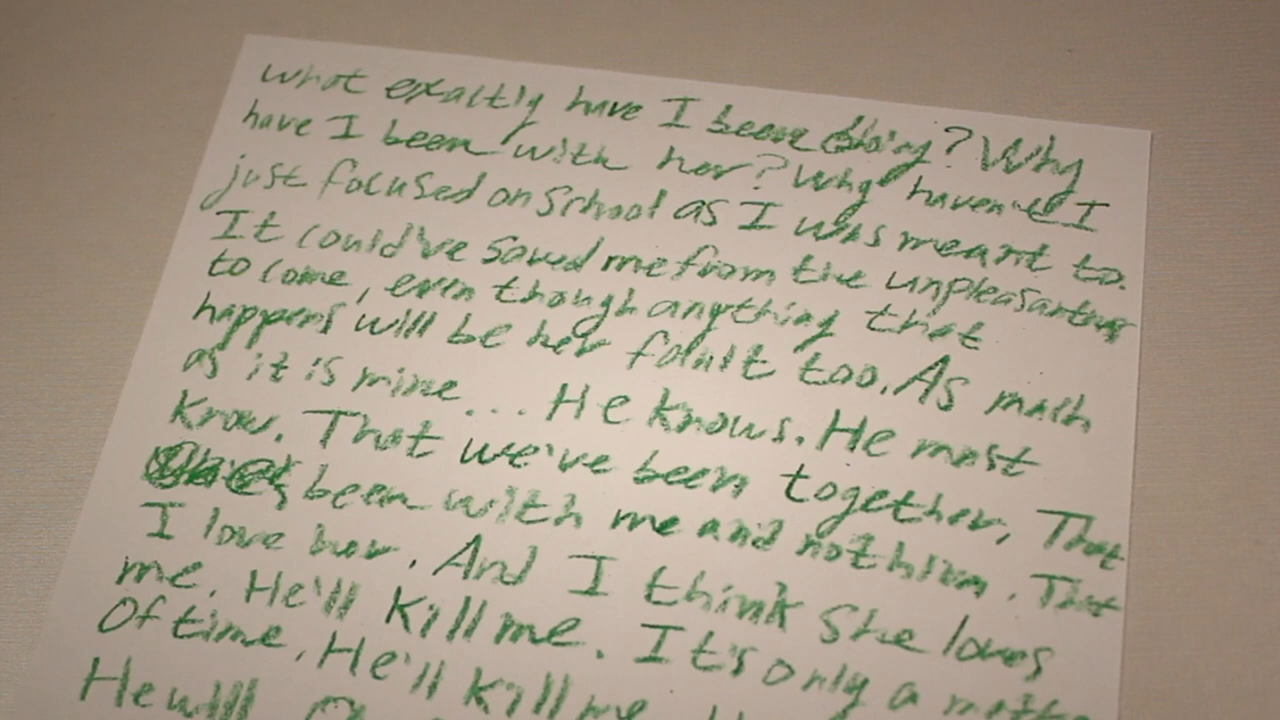 what exactly have I been doing? Why
have I been with her? Why haven't I
just focused on school as I was meant to.
It could've saved me from the unpleasantness
to come, even though anything that
happens will be her fault too. As much
as it is mine... He knows. He must
know. That we've been together, That
been with me and not him. That
I love her. And I think She loves
me. He'll Kill me. It's only a matter
Of time. He'll Kill me
He will